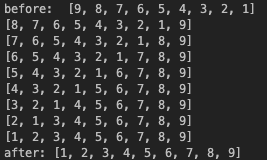 before:  [9, 8, 7, 6, 5, 4, 3, 2, 1]
[8, 7, 6, 5, 4, 3, 2, 1, 9]
[7, 6, 5, 4, 3, 2, 1, 8, 9]
[6, 5, 4, 3, 2, 1, 7, 8, 9]
[5, 4, 3, 2, 1, 6, 7, 8, 9]
[4, 3, 2, 1, 5, 6, 7, 8, 9]
[3, 2, 1, 4, 5, 6, 7, 8, 9]
[2, 1, 3, 4, 5, 6, 7, 8, 9]
[1, 2, 3, 4, 5, 6, 7, 8, 9]
after: [1, 2, 3, 4, 5, 6, 7, 8, 9]